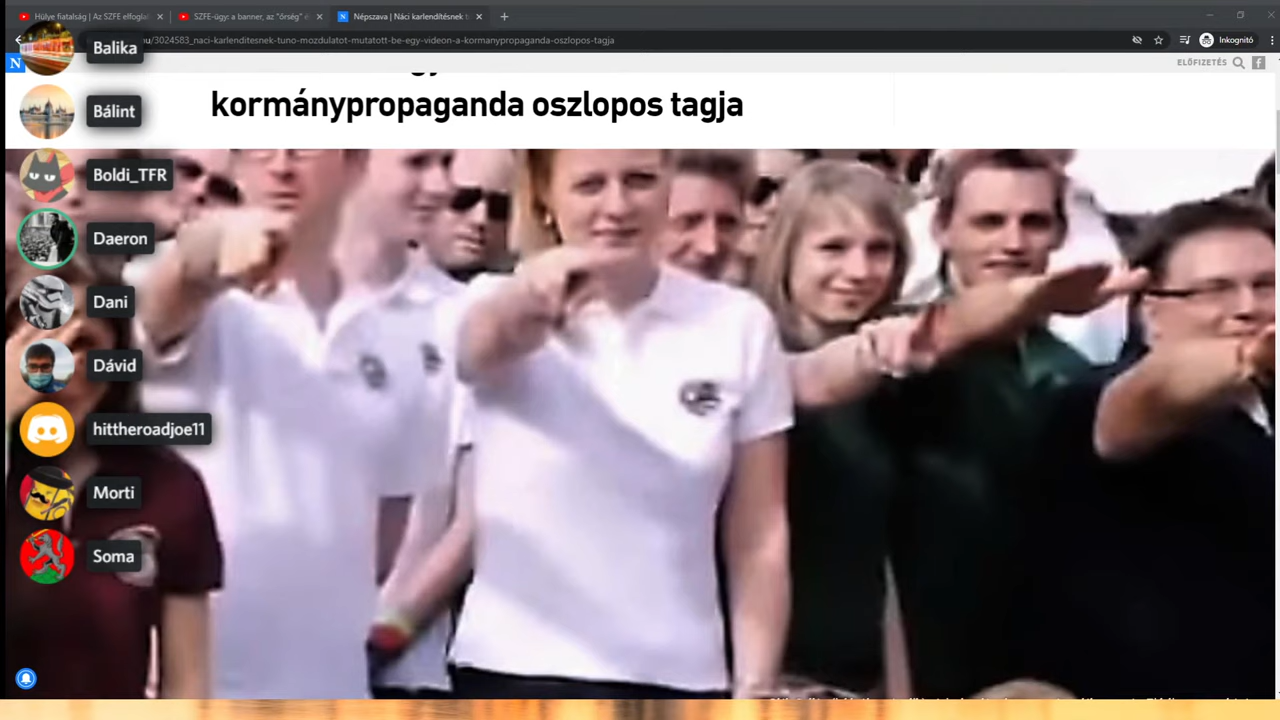 Hülye fiatalság | Az SZFE elfogla
SZFE-ügy: a banner, az "őrség" é
Népszava | Náci karlendítésnek t
u/3024583_naci-karlenditesnek-tuno-mozdulatot-mutatott-be-egy-videon-a-kormanypropaganda-oszlopos-tagja
Inkognitó
N
ELŐFIZETÉS
kormánypropaganda oszlopos tagja
Balika
Bálint
Boldi_TFR
Daeron
Dani
Dávid
hittheroadjoe11
Morti
Soma